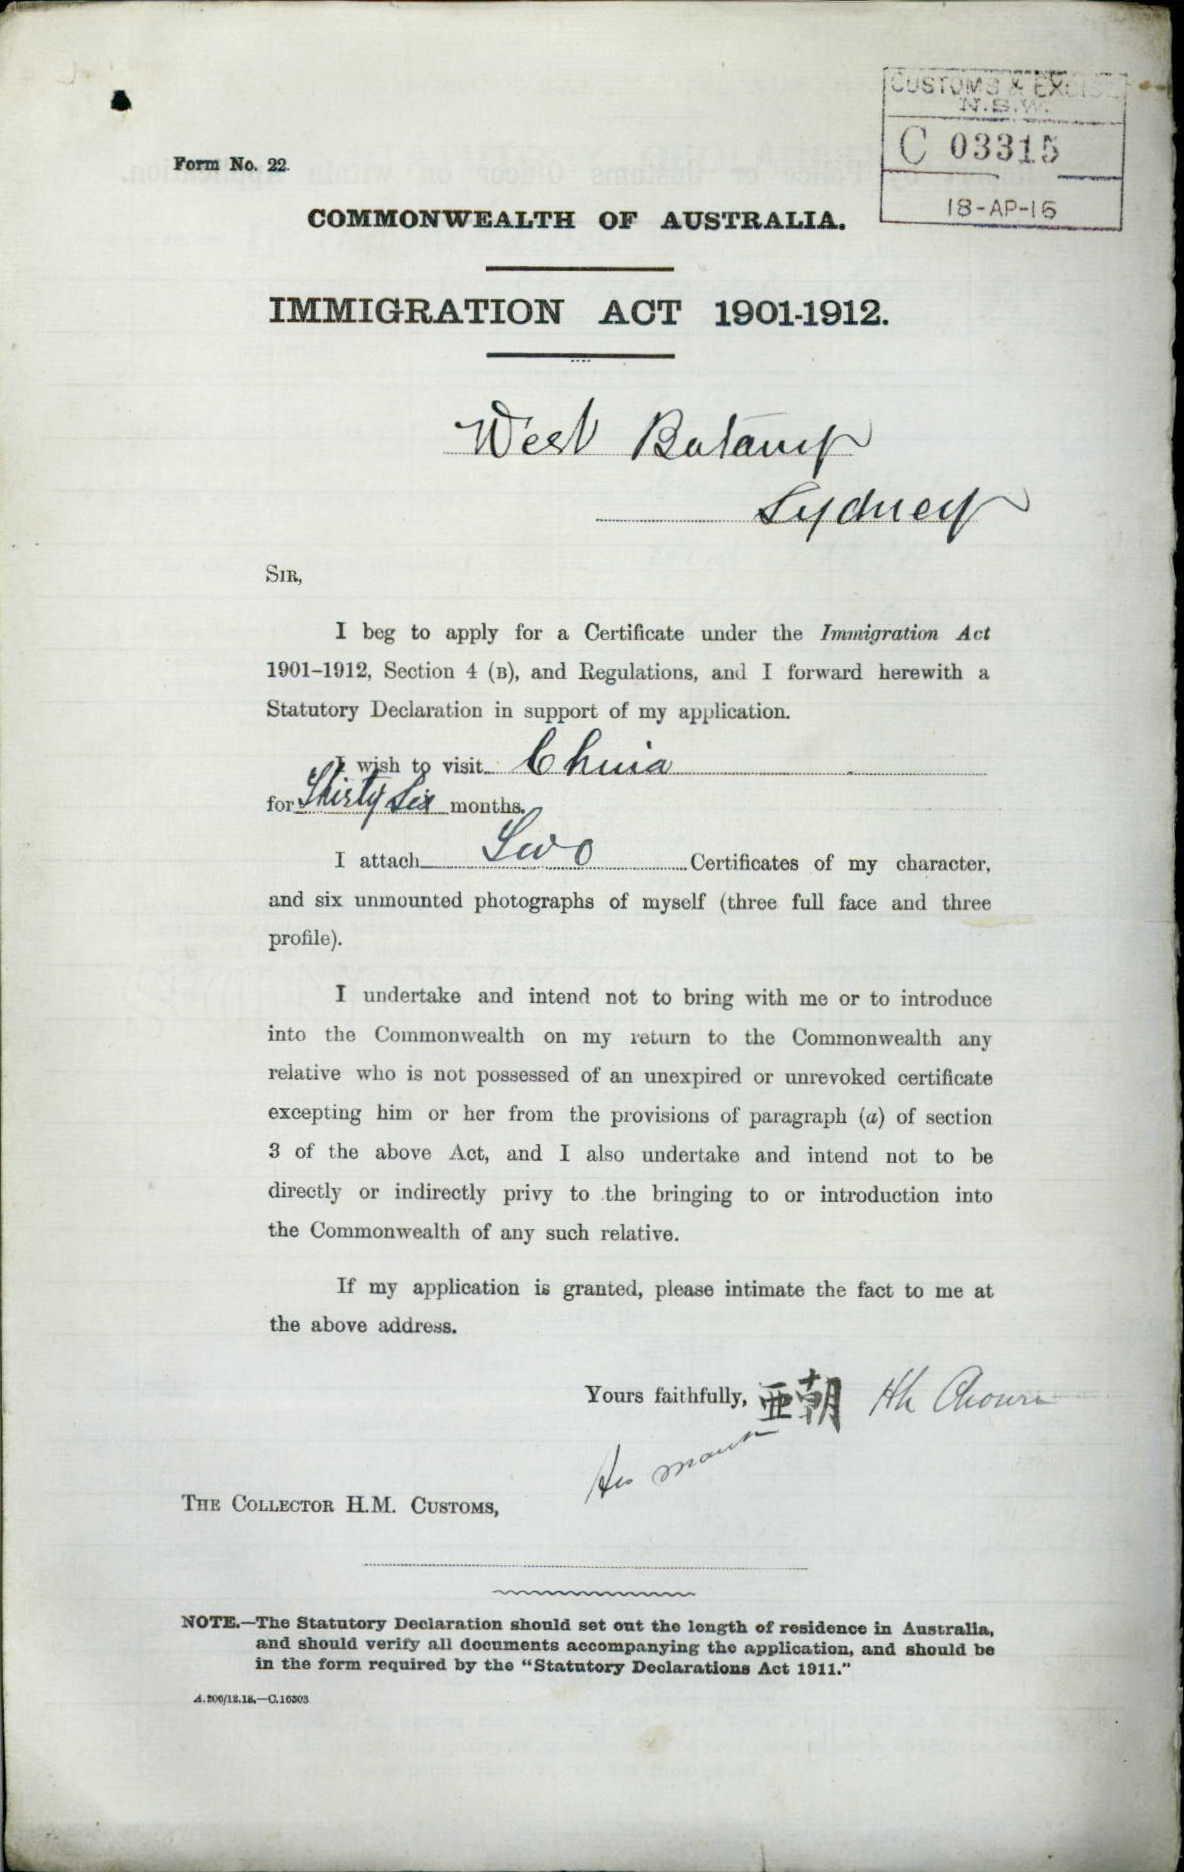 CUSTOMS & EXCISE
N.S.W.
C 03315
18-AP-16
Form No. 22.
COMMONWEALTH OF AUSTRALIA.
IMMIGRATION ACT 1901-1912.
West Botany
Sydney
SIR,
I beg to apply for a Certificate under the Immigration Act
1901-1912, Section 4 (B), and Regulations, and I forward herewith a
Statutory Declaration in support of my application.
I wish to visit China
for Thirty Six months.
I attach Two Certificates of my character,
and six unmounted photographs of myself (three full face and three
profile).
I undertake and intend not to bring with me or to introduce
into the Commonwealth on my return to the Commonwealth any
relative who is not possessed of an unexpired or unrevoked certificate
excepting him or her from the provisions of paragraph (a) of section
3 of the above Act, and I also undertake and intend not to be
directly or indirectly privy to the bringing to or introduction into
the Commonwealth of any such relative.
If my application is granted, please intimate the fact to me at
the above address.
Yours faithfully, 亜朝 Ah
His mark
THE COLLECTOR H.M. CUSTOMS,
NOTE.—The Statutory Declaration should set out the length of residence in Australia,
and should verify all documents accompanying the application, and should be
in the form required by the "Statutory Declarations Act 1911."